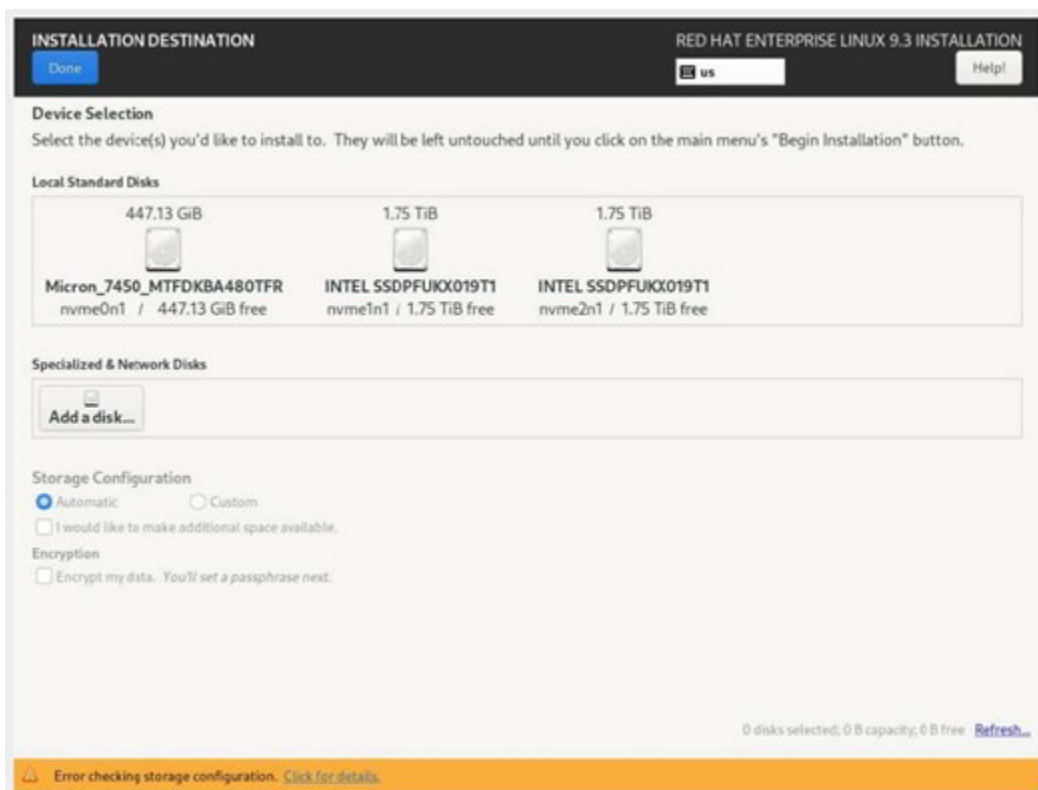 INSTALLATION DESTINATION
RED HAT ENTERPRISE LINUX 9.3 INSTALLATION
Done
us
Help!
Device Selection
Select the device(s) you'd like to install to. They will be left untouched until you click on the main menu's "Begin Installation" button.
Local Standard Disks
447.13 GiB
1.75 TiB
1.75 TiB
Micron_7450_MTFDKBA480TFR
INTEL SSDPFUKX019T1
INTEL SSDPFUKX019T1
nvme0n1 / 447.13 GiB free
nvme1n1 / 1.75 TiB free
nvme2n1 / 1.75 TiB free
Specialized & Network Disks
Add a disk...
Storage Configuration
Automatic
Custom
I would like to make additional space available.
Encryption
Encrypt my data. You'll set a passphrase next.
0 disks selected; 0 B capacity; 0 B free Refresh...
Error checking storage configuration. Click for details.